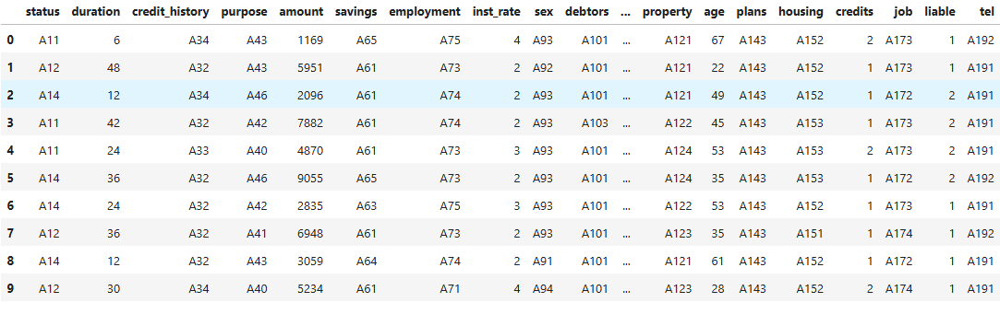 status duration credit_history purpose amount savings employment inst_rate sex debtors ... property age plans housing credits job liable tel
0 A11 6 A34 A43 1169 A65 A75 4 A93 A101 ... A121 67 A143 A152 2 A173 1 A192
1 A12 48 A32 A43 5951 A61 A73 2 A92 A101 ... A121 22 A143 A152 1 A173 1 A191
2 A14 12 A34 A46 2096 A61 A74 2 A93 A101 ... A121 49 A143 A152 1 A172 2 A191
3 A11 42 A32 A42 7882 A61 A74 2 A93 A103 ... A122 45 A143 A153 1 A173 2 A191
4 A11 24 A33 A40 4870 A61 A73 3 A93 A101 ... A124 53 A143 A153 2 A173 2 A191
5 A14 36 A32 A46 9055 A65 A73 2 A93 A101 ... A124 35 A143 A153 1 A172 2 A192
6 A14 24 A32 A42 2835 A63 A75 3 A93 A101 ... A122 53 A143 A152 1 A173 1 A191
7 A12 36 A32 A41 6948 A61 A73 2 A93 A101 ... A123 35 A143 A151 1 A174 1 A192
8 A14 12 A32 A43 3059 A64 A74 2 A91 A101 ... A121 61 A143 A152 1 A172 1 A191
9 A12 30 A34 A40 5234 A61 A71 4 A94 A101 ... A123 28 A143 A152 2 A174 1 A191